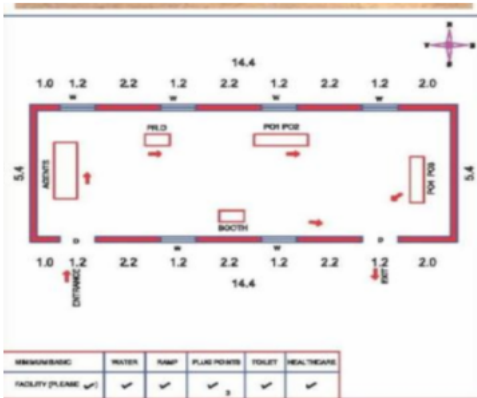 14.4
1.0 1.2 2.2 1.2 2.2 1.2 2.2 1.2 2.0
W W W W
PO1 PO2
5.4
AGENTS
5.4
BOOTH
D W W D
1.0 1.2 2.2 1.2 2.2 1.2 2.2 1.2 2.0
ENTRANCE
EXIT
14.4
MINIMUM BASIC WATER RAMP PLUG POINTS TOILET HEALTHCARE
FACILITY (PLEASE ✓) ✓ ✓ ✓ 3 ✓ ✓